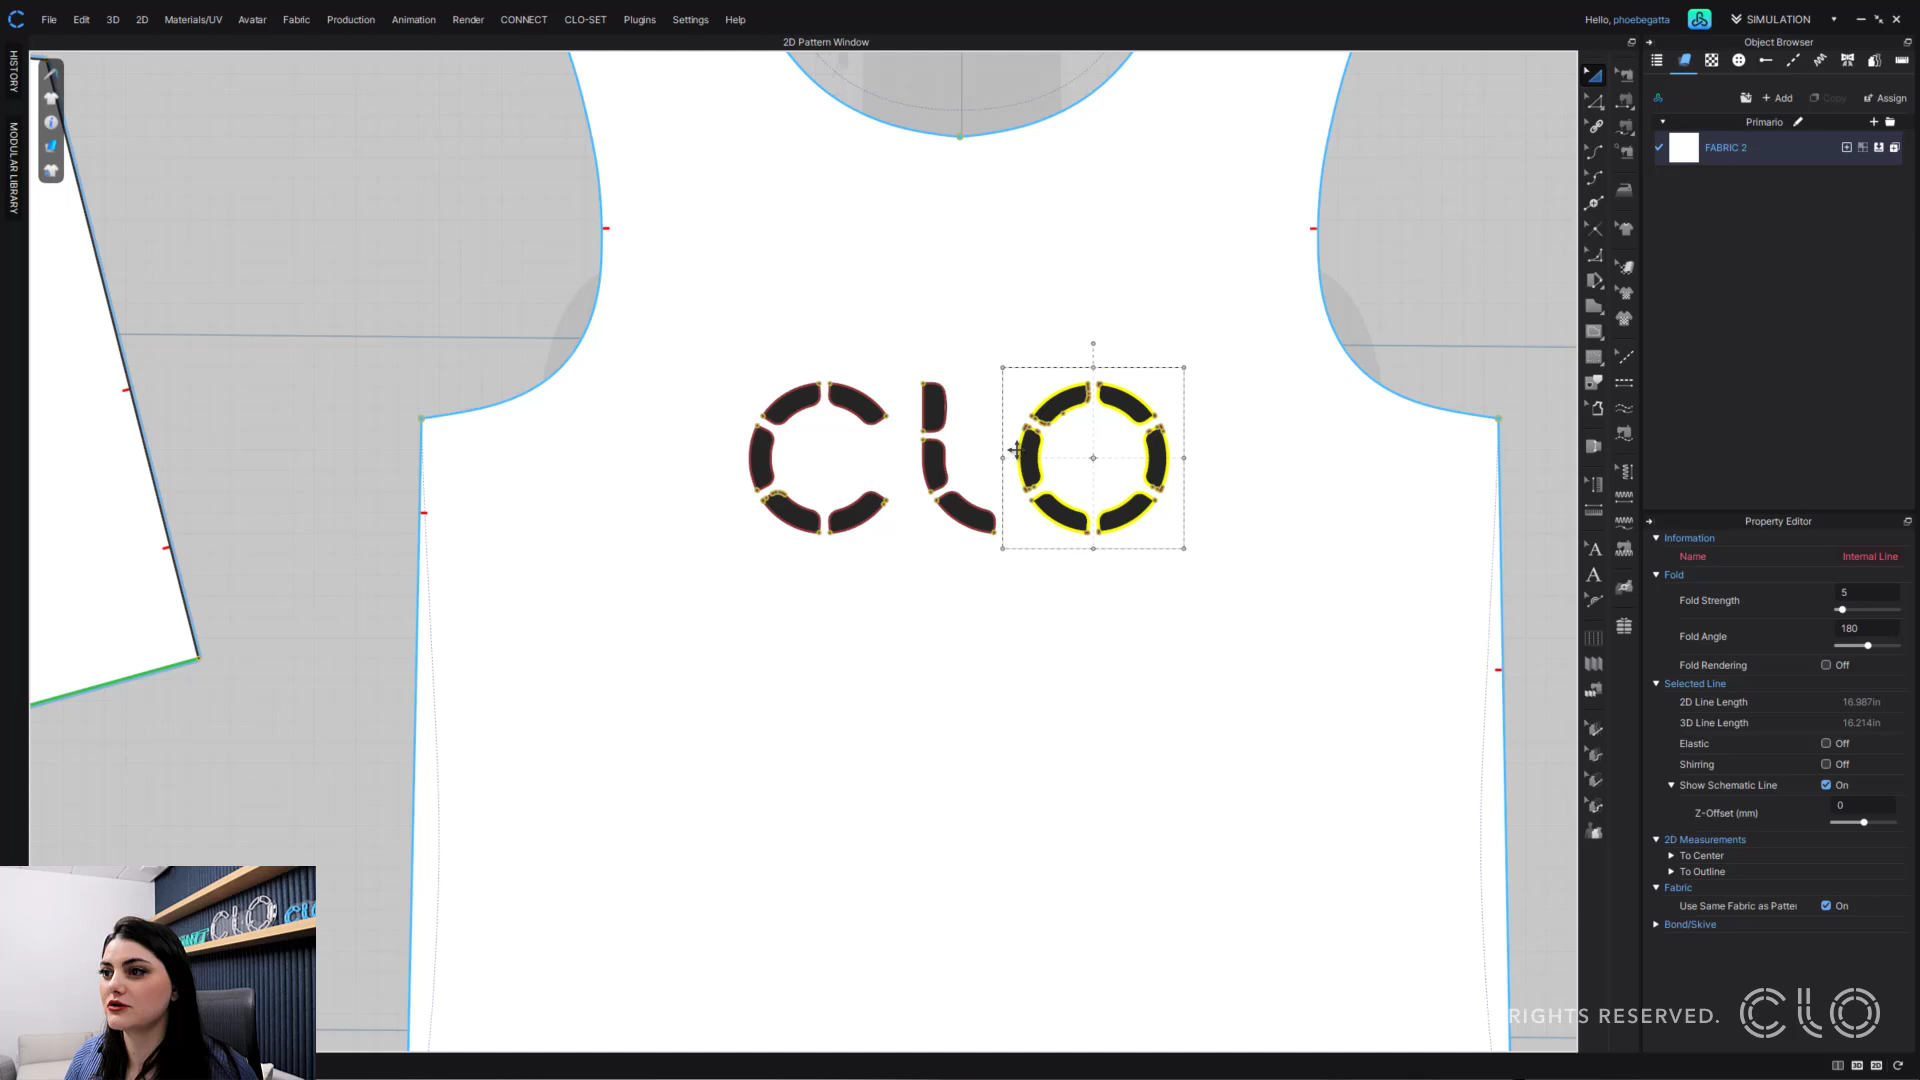 File Edit 3D 2D Materials/UV Avatar Fabric Production Animation Render CONNECT CLO-SET Plugins Settings Help
Hello, phoebegatta
SIMULATION
2D Pattern Window
Object Browser
HISTORY
MODULAR LIBRARY
+ Add Copy Assign
Primario
FABRIC 2
CLO
A
A
Property Editor
Information
Name Internal Line
Fold
Fold Strength 5
Fold Angle 180
Fold Rendering Off
Selected Line
2D Line Length 16.987in
3D Line Length 16.214in
Elastic Off
Shirring Off
Show Schematic Line On
Z-Offset (mm) 0
2D Measurements
To Center
To Outline
Fabric
Use Same Fabric as Patter On
Bond/Skive
CLO
RIGHTS RESERVED. CLO
3D 2D